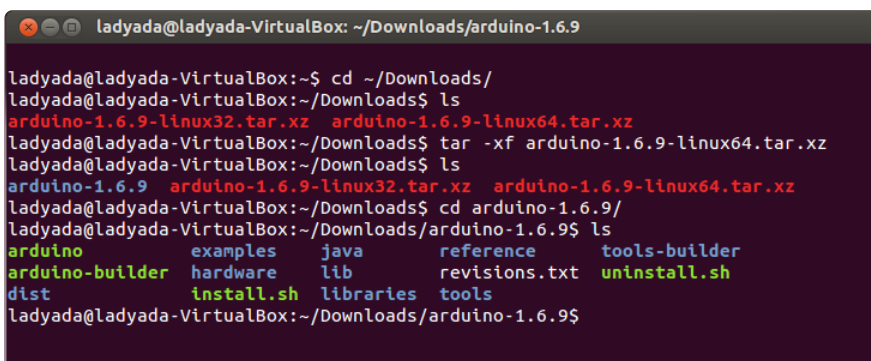 ladyada@ladyada-VirtualBox: ~/Downloads/arduino-1.6.9
ladyada@ladyada-VirtualBox:~$ cd ~/Downloads/
ladyada@ladyada-VirtualBox:~/Downloads$ ls
arduino-1.6.9-linux32.tar.xz  arduino-1.6.9-linux64.tar.xz
ladyada@ladyada-VirtualBox:~/Downloads$ tar -xf arduino-1.6.9-linux64.tar.xz
ladyada@ladyada-VirtualBox:~/Downloads$ ls
arduino-1.6.9  arduino-1.6.9-linux32.tar.xz  arduino-1.6.9-linux64.tar.xz
ladyada@ladyada-VirtualBox:~/Downloads$ cd arduino-1.6.9/
ladyada@ladyada-VirtualBox:~/Downloads/arduino-1.6.9$ ls
arduino          examples    java       reference      tools-builder
arduino-builder  hardware    lib        revisions.txt  uninstall.sh
dist             install.sh  libraries  tools
ladyada@ladyada-VirtualBox:~/Downloads/arduino-1.6.9$